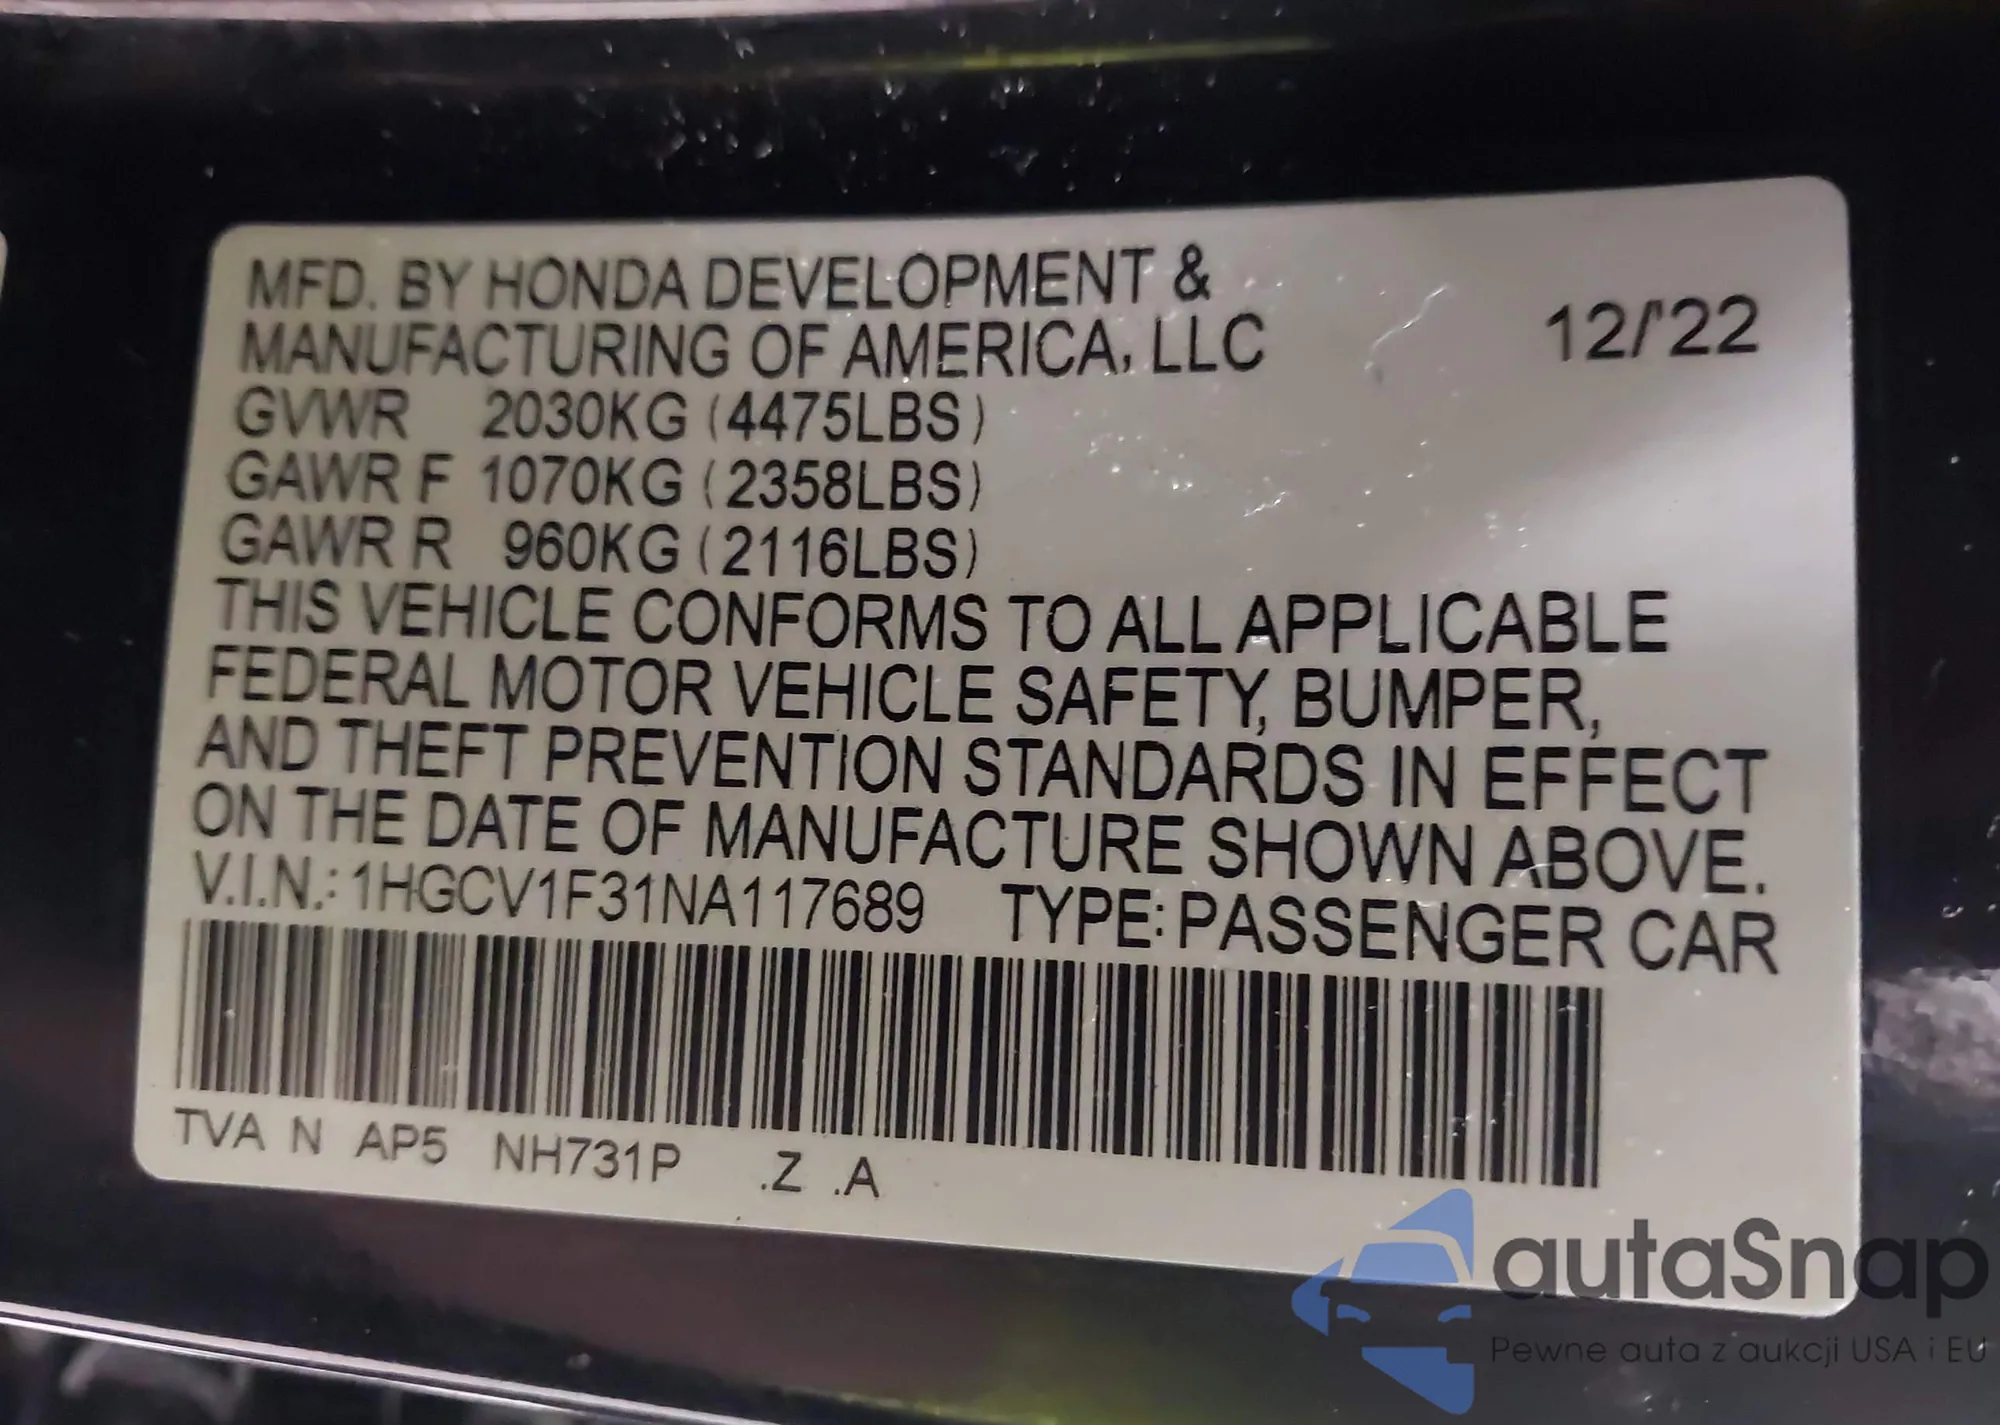 MFD. BY HONDA DEVELOPMENT &
MANUFACTURING OF AMERICA, LLC
12/'22
GVWR 2030KG (4475LBS)
GAWR F 1070KG (2358LBS)
GAWR R 960KG (2116LBS)
THIS VEHICLE CONFORMS TO ALL APPLICABLE
FEDERAL MOTOR VEHICLE SAFETY, BUMPER,
AND THEFT PREVENTION STANDARDS IN EFFECT
ON THE DATE OF MANUFACTURE SHOWN ABOVE.
V.I.N.: 1HGCV1F31NA117689 TYPE: PASSENGER CAR
TVA N AP5 NH731P .Z .A
autaSnap
Pewne auta z aukcji USA i EU